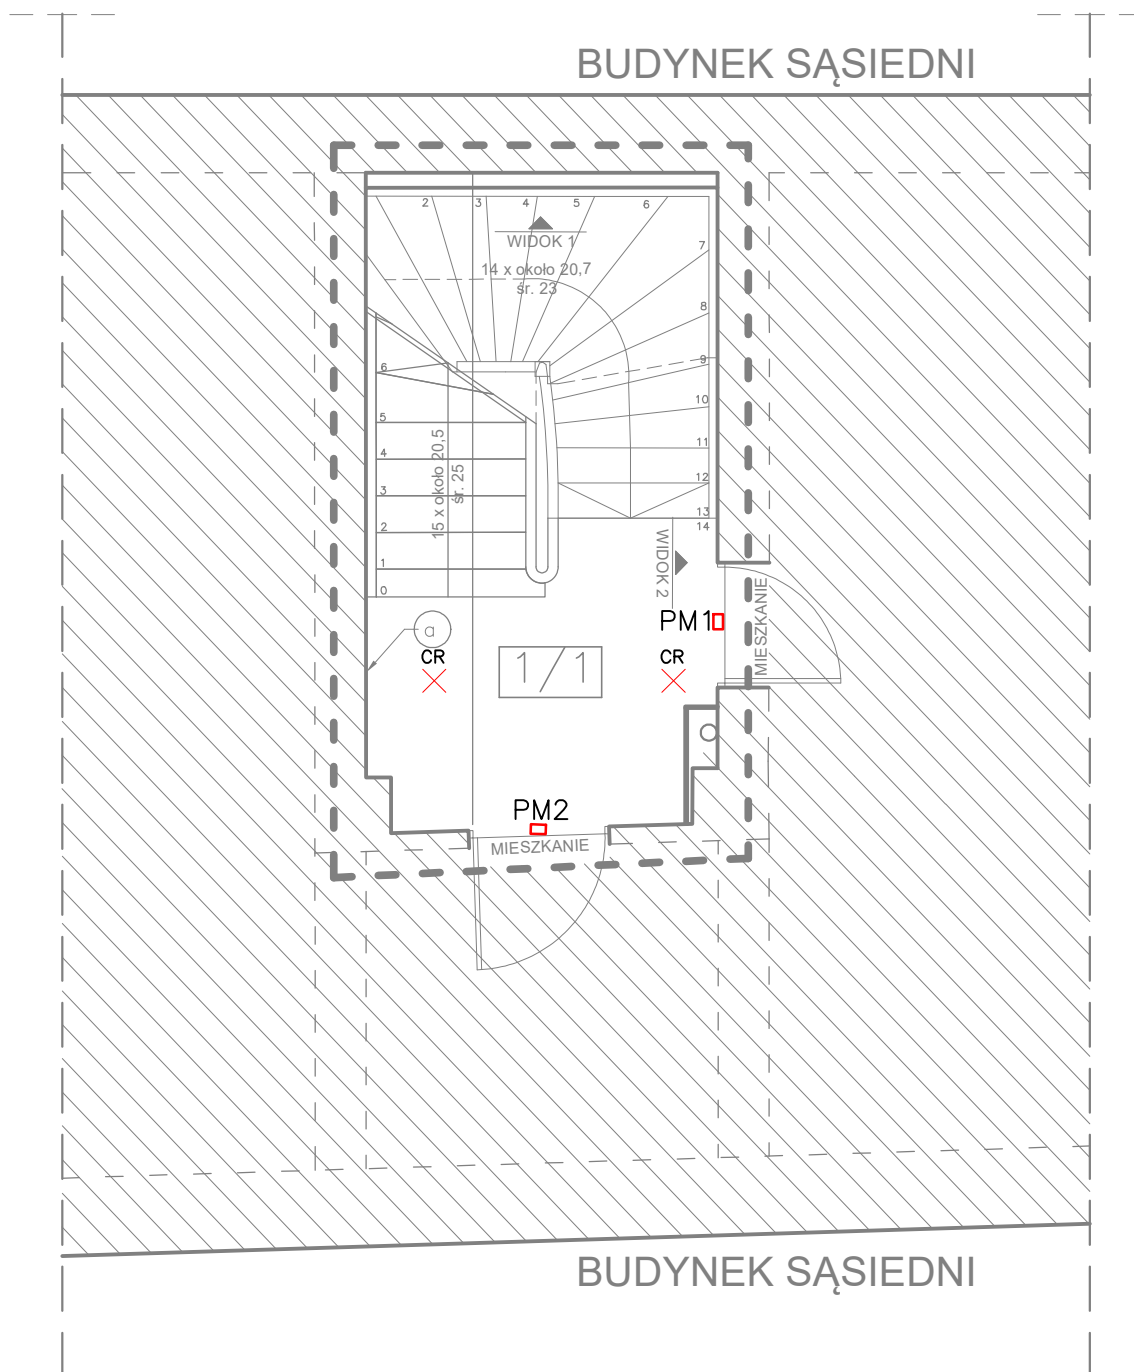 BUDYNEK SĄSIEDNI
2
3
4
5
6
WIDOK 1
7
14 x około 20,7
śr. 23
8
9
6
10
5
11
4
12
3
13
14
2
1
0
15 x około 20,5
śr. 25
WIDOK 2
MIESZKANIE
PM1
a
CR
1/1
CR
PM2
MIESZKANIE
BUDYNEK SĄSIEDNI